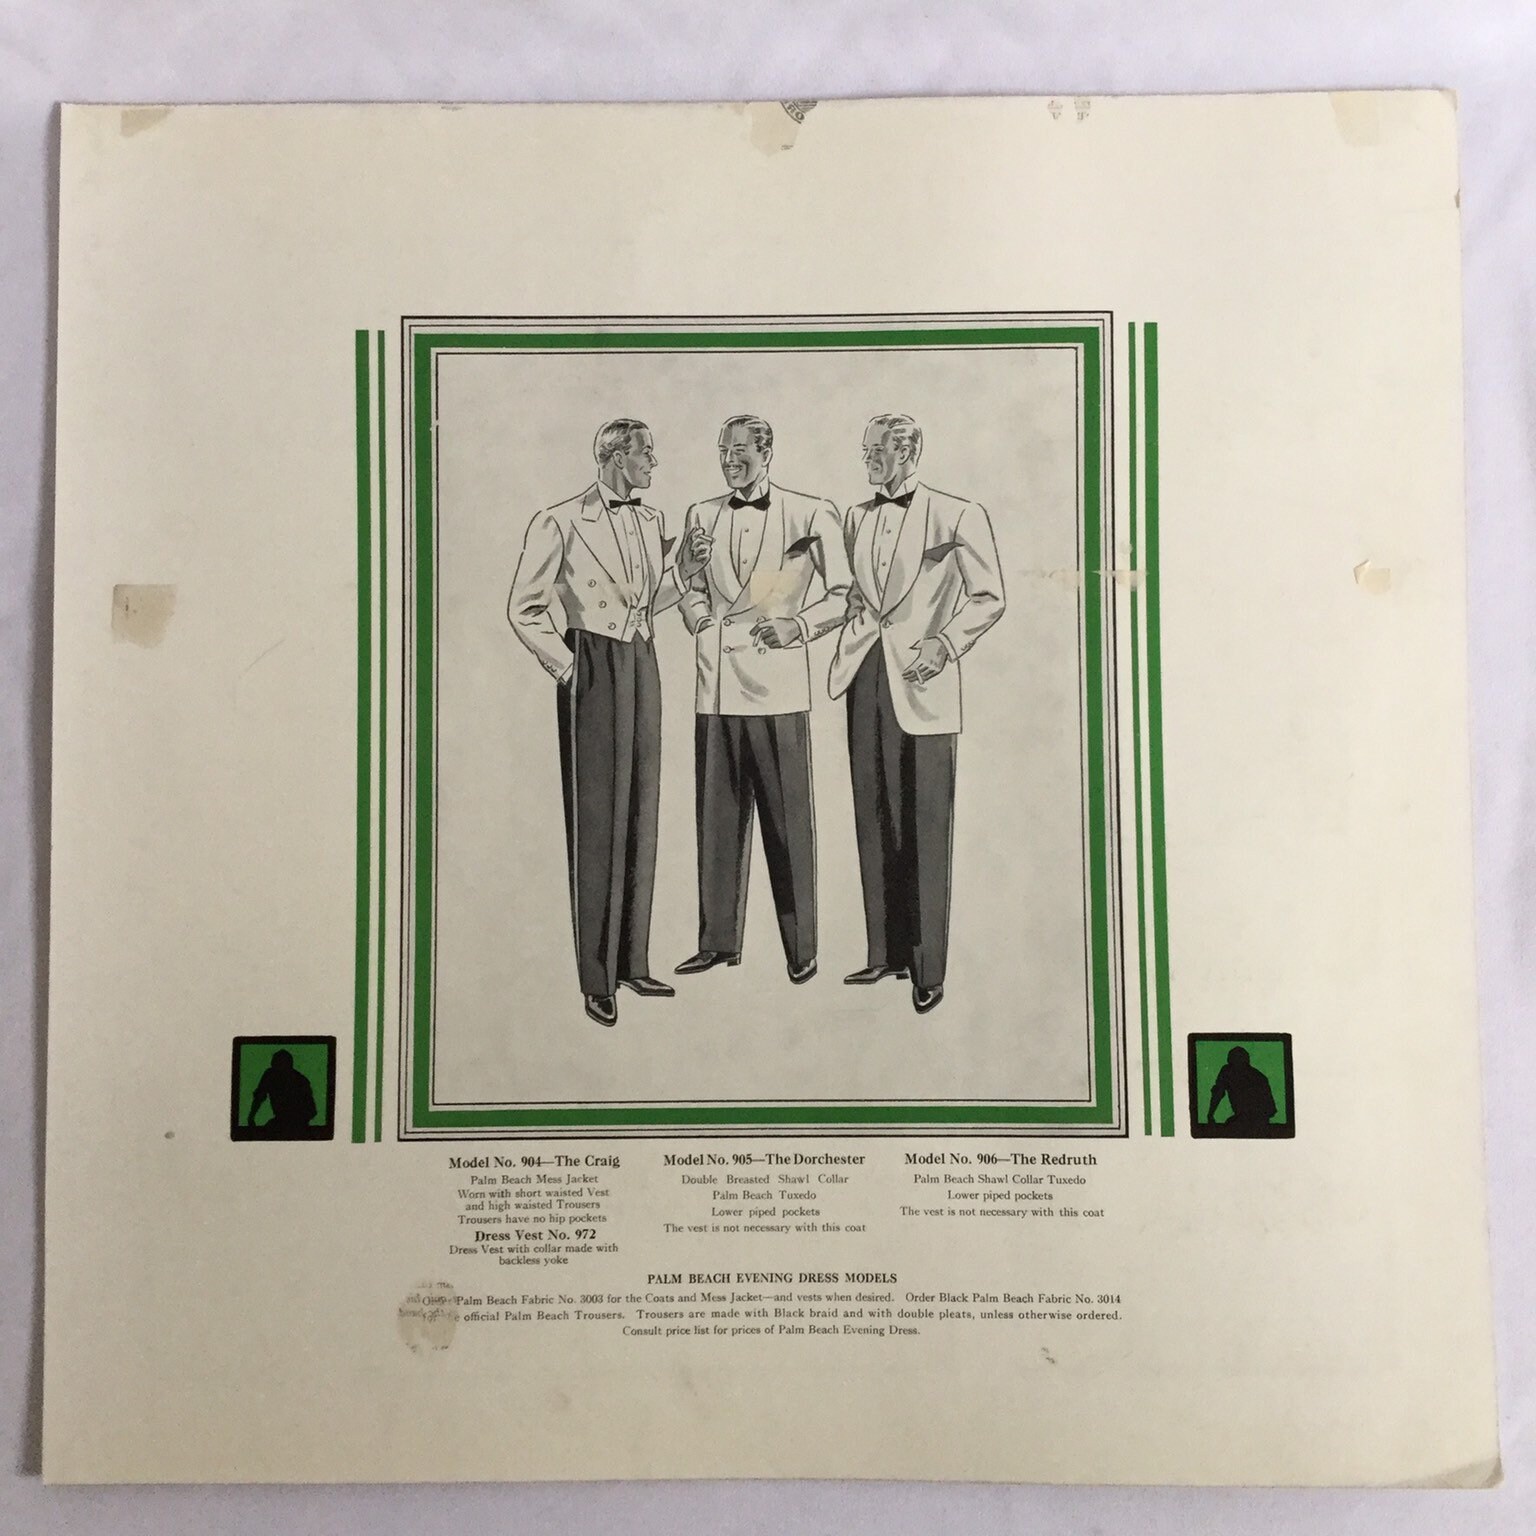 Model No. 904—The Craig
Palm Beach Mess Jacket
Worn with short waisted Vest
and high waisted Trousers
Trousers have no hip pockets
Dress Vest No. 972
Dress Vest with collar made with
backless yoke
Model No. 905—The Dorchester
Double Breasted Shawl Collar
Palm Beach Tuxedo
Lower piped pockets
The vest is not necessary with this coat
Model No. 906—The Redruth
Palm Beach Shawl Collar Tuxedo
Lower piped pockets
The vest is not necessary with this coat
PALM BEACH EVENING DRESS MODELS
Palm Beach Fabric No. 3003 for the Coats and Mess Jacket—and vests when desired. Order Black Palm Beach Fabric No. 3014
official Palm Beach Trousers. Trousers are made with Black braid and with double pleats, unless otherwise ordered.
Consult price list for prices of Palm Beach Evening Dress.